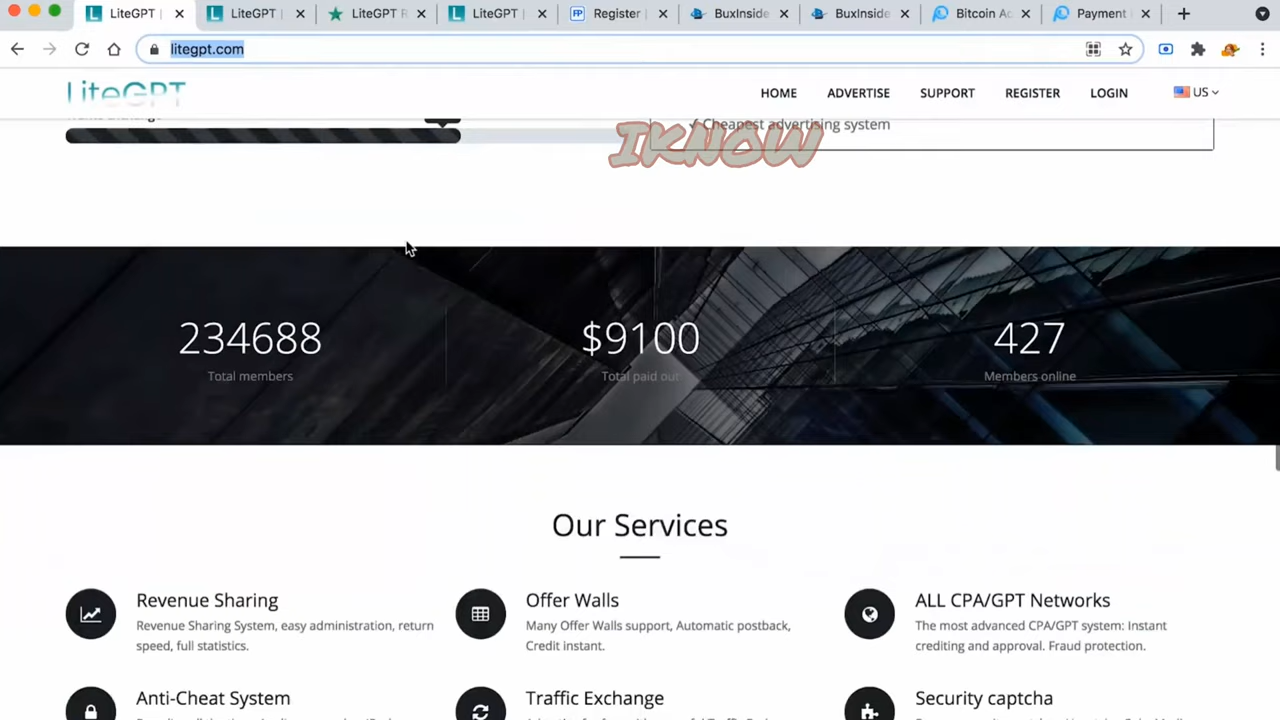 LiteGPT |
LiteGPT |
LiteGPT R
LiteGPT |
Register |
BuxInside
BuxInside
Bitcoin Ac
Payment
litegpt.com
LiteGPT
HOME
ADVERTISE
SUPPORT
REGISTER
LOGIN
US
✓ Cheapest advertising system
IKNOW
234688
$9100
427
Total members
Total paid out
Members online
Our Services
Revenue Sharing
Offer Walls
ALL CPA/GPT Networks
Revenue Sharing System, easy administration, return
Many Offer Walls support, Automatic postback,
The most advanced CPA/GPT system: Instant
speed, full statistics.
Credit instant.
crediting and approval. Fraud protection.
Anti-Cheat System
Traffic Exchange
Security captcha